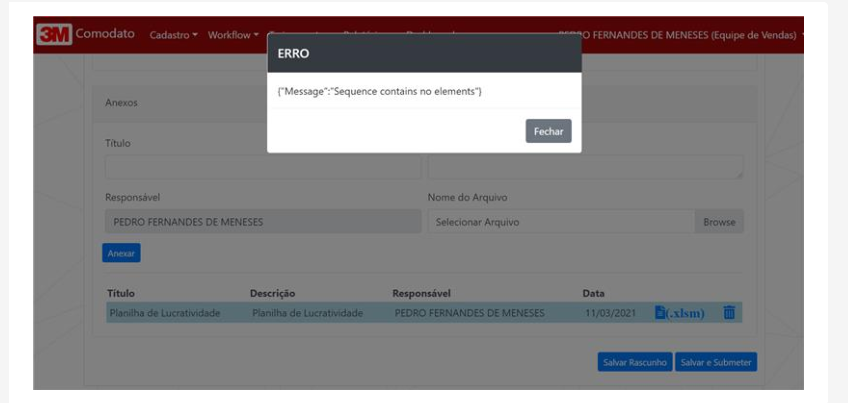 3M Comodato Cadastro Workflow PEDRO FERNANDES DE MENESES (Equipe de Vendas)
ERRO
{"Message":"Sequence contains no elements"}
Fechar
Anexos
Título
Responsável Nome do Arquivo
PEDRO FERNANDES DE MENESES Selecionar Arquivo Browse
Anexar
Título Descrição Responsável Data
Planilha de Lucratividade Planilha de Lucratividade PEDRO FERNANDES DE MENESES 11/03/2021 (.xlsm)
Salvar Rascunho Salvar e Submeter